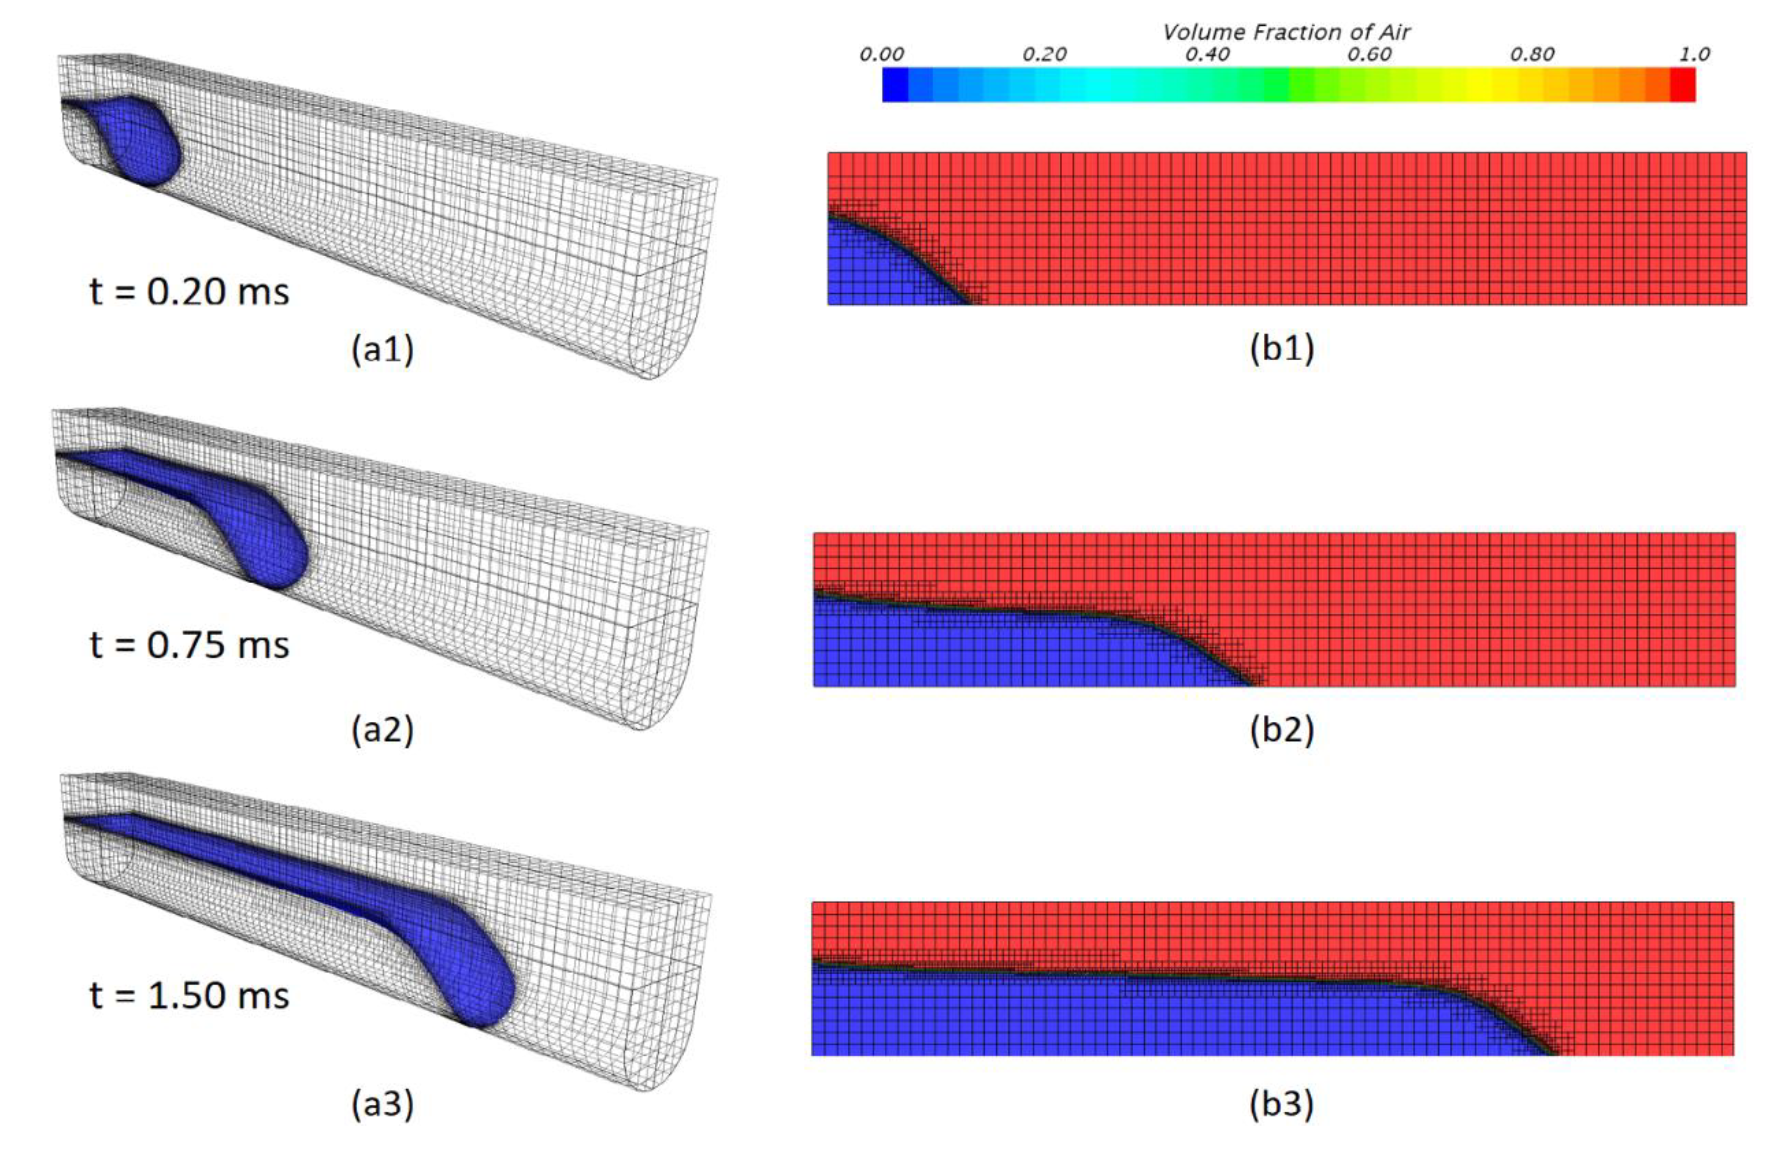 Volume Fraction of Air
0.00 0.20 0.40 0.60 0.80 1.0
t = 0.20 ms
(a1)
(b1)
t = 0.75 ms
(a2)
(b2)
t = 1.50 ms
(a3)
(b3)